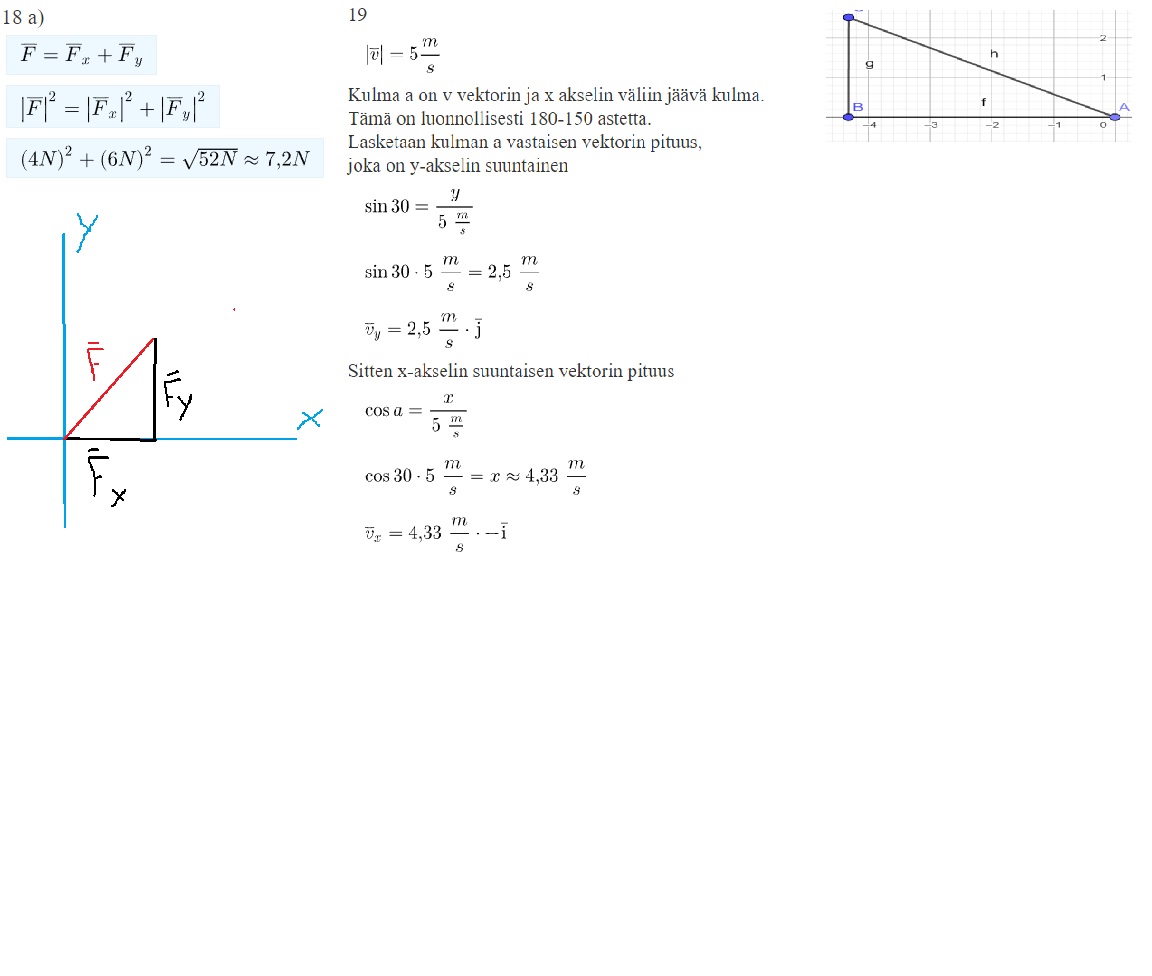 18 a)
F̅ = F̅ₓ + F̅ᵧ
|F̅|² = |F̅ₓ|² + |F̅ᵧ|²
(4N)² + (6N)² = √52N ≈ 7,2N
y
F̅
F̅y
x
F̅x
19
|v̅| = 5 m/s
Kulma a on v vektorin ja x akselin väliin jäävä kulma.
Tämä on luonnollisesti 180-150 astetta.
Lasketaan kulman a vastaisen vektorin pituus,
joka on y-akselin suuntainen
sin 30 = y / 5 m/s
sin 30 · 5 m/s = 2,5 m/s
v̅ᵧ = 2,5 m/s · j̅
Sitten x-akselin suuntaisen vektorin pituus
cos a = x / 5 m/s
cos 30 · 5 m/s = x ≈ 4,33 m/s
v̅ₓ = 4,33 m/s · −i̅
2
h
g
1
f
B
A
−4 −3 −2 −1 0